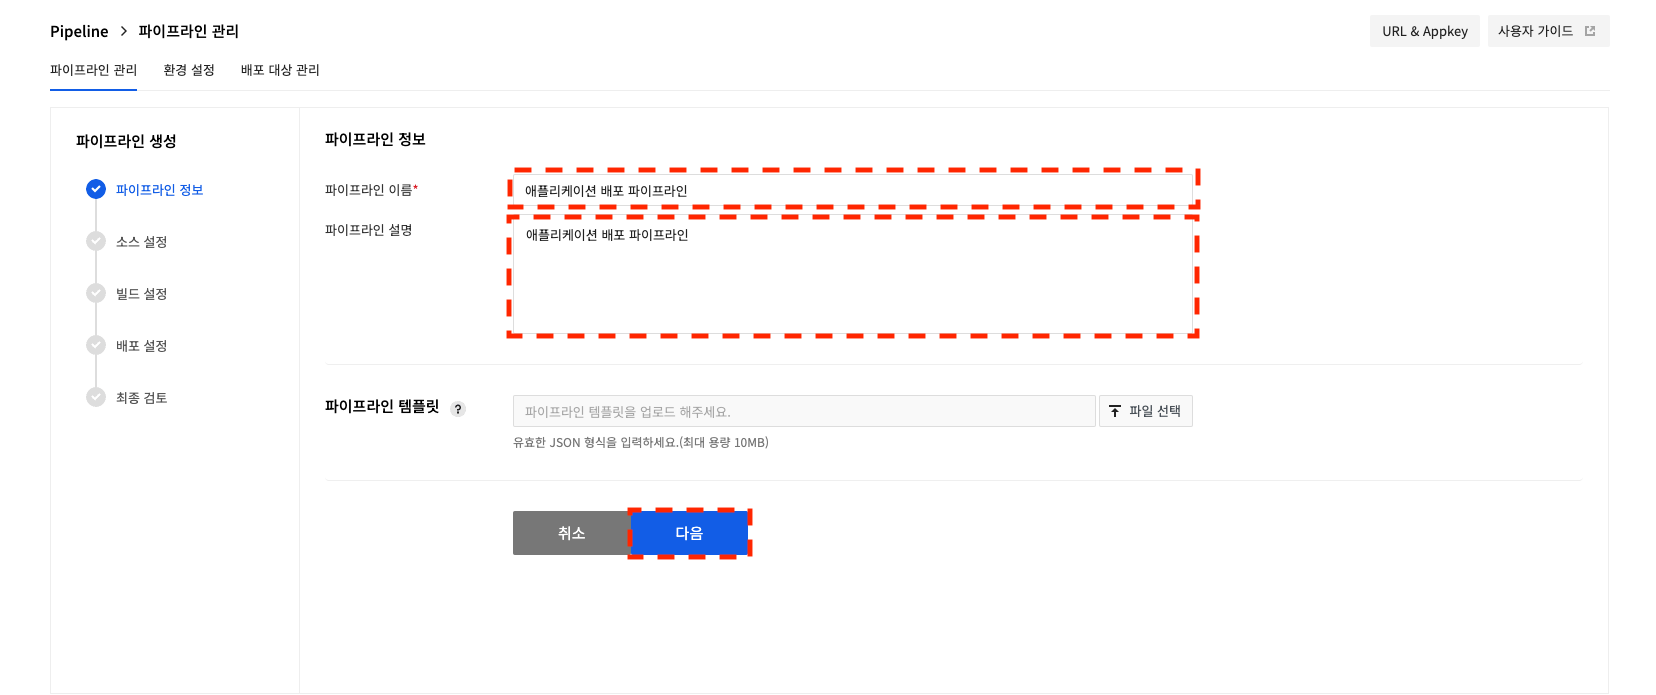 Pipeline > 파이프라인 관리
URL & Appkey
사용자 가이드
파이프라인 관리
환경 설정
배포 대상 관리
파이프라인 생성
파이프라인 정보
소스 설정
빌드 설정
배포 설정
최종 검토
파이프라인 정보
파이프라인 이름*
애플리케이션 배포 파이프라인
파이프라인 설명
애플리케이션 배포 파이프라인
파이프라인 템플릿 ?
파이프라인 템플릿을 업로드 해주세요.
파일 선택
유효한 JSON 형식을 입력하세요.(최대 용량 10MB)
취소
다음